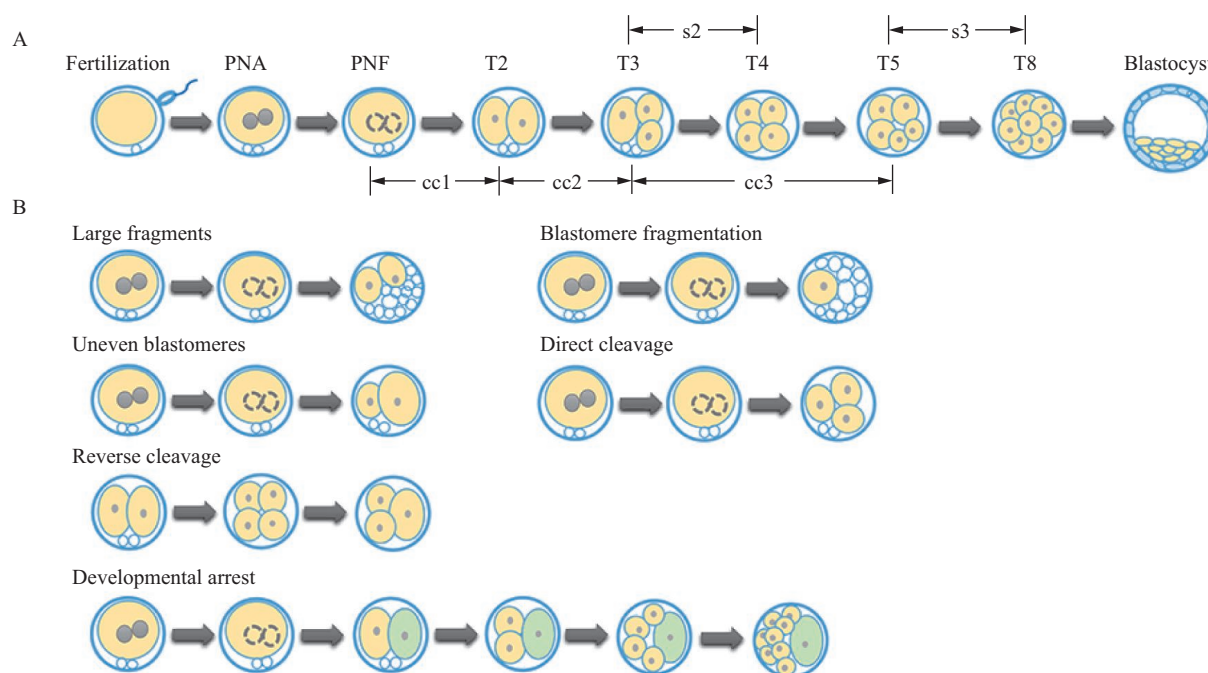 A
s2
s3
Fertilization PNA PNF T2 T3 T4 T5 T8 Blastocyst
cc1
cc2
cc3
B
Large fragments
Blastomere fragmentation
Uneven blastomeres
Direct cleavage
Reverse cleavage
Developmental arrest